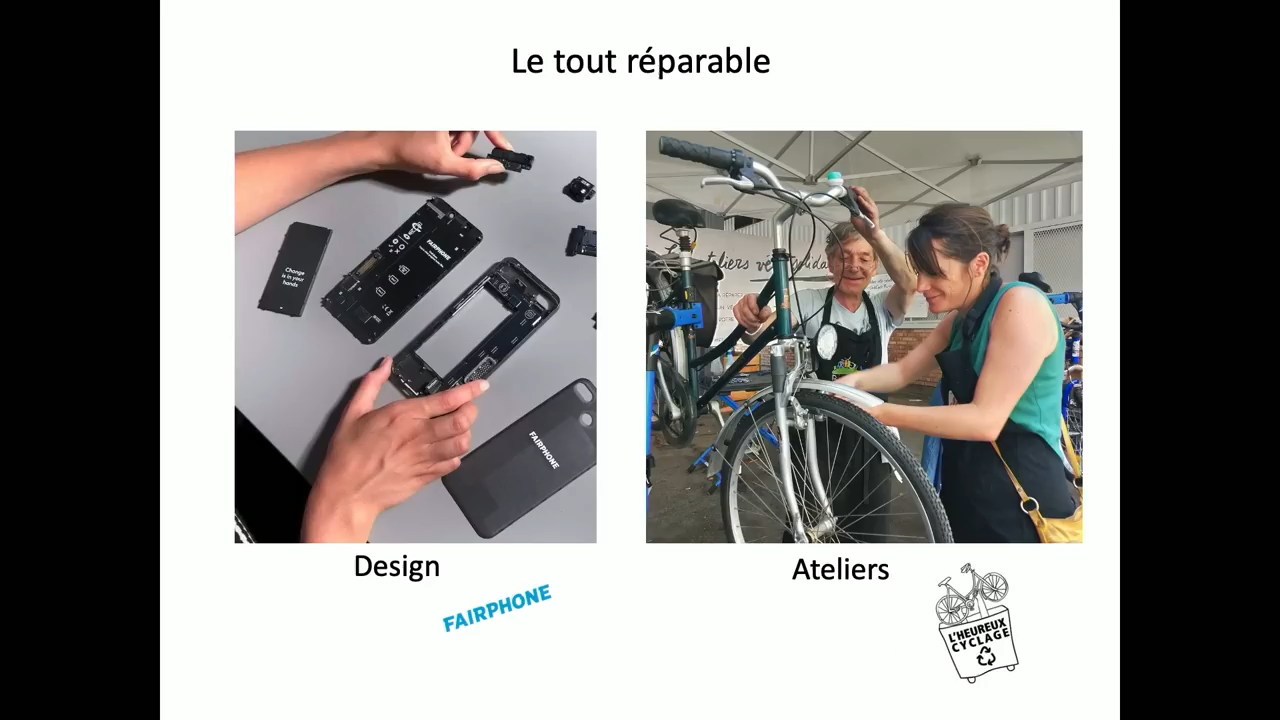 Le tout réparable
Change
is in your
hands
FAIRPHONE
FAIRPHONE
Design
Ateliers
FAIRPHONE
L'HEUREUX
CYCLAGE